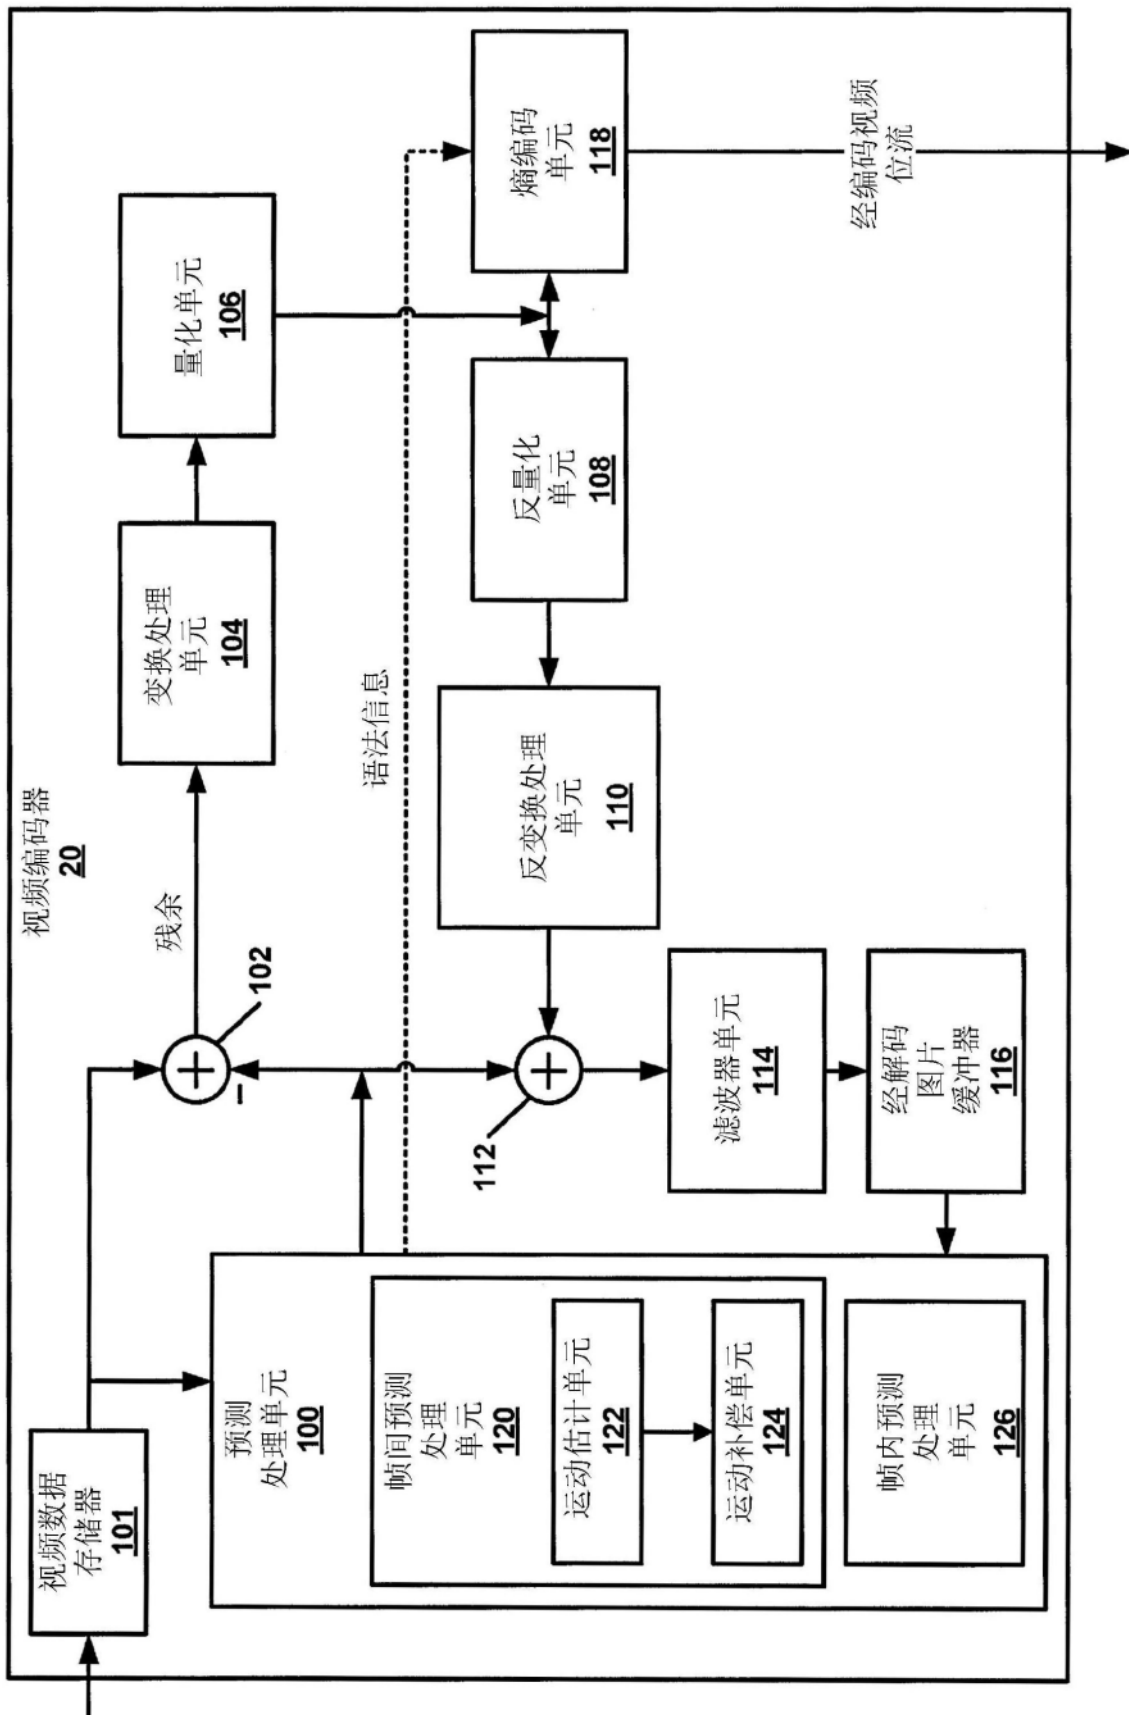 视频编码器
20
视频数据
存储器
101
预测
处理单元
100
帧间预测
处理
单元
120
运动估计单元
122
运动补偿单元
124
帧内预测
处理
单元
126
102
残余
变换处理
单元
104
量化单元
106
语法信息
熵编码
单元
118
经编码视频
位流
反量化
单元
108
反变换处理
单元
110
112
滤波器单元
114
经解码
图片
缓冲器
116